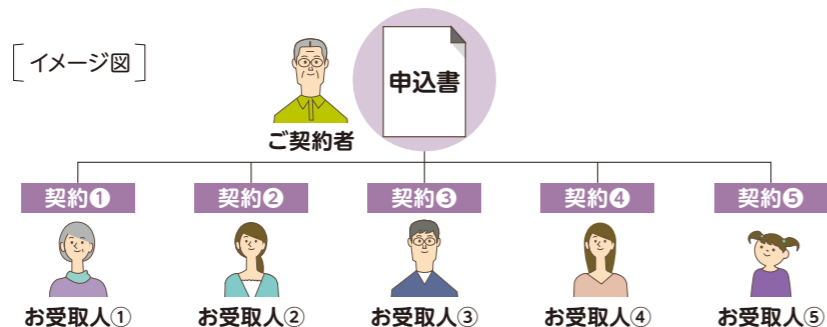 ［イメージ図］
申込書
ご契約者
契約❶
契約❷
契約❸
契約❹
契約❺
お受取人①
お受取人②
お受取人③
お受取人④
お受取人⑤